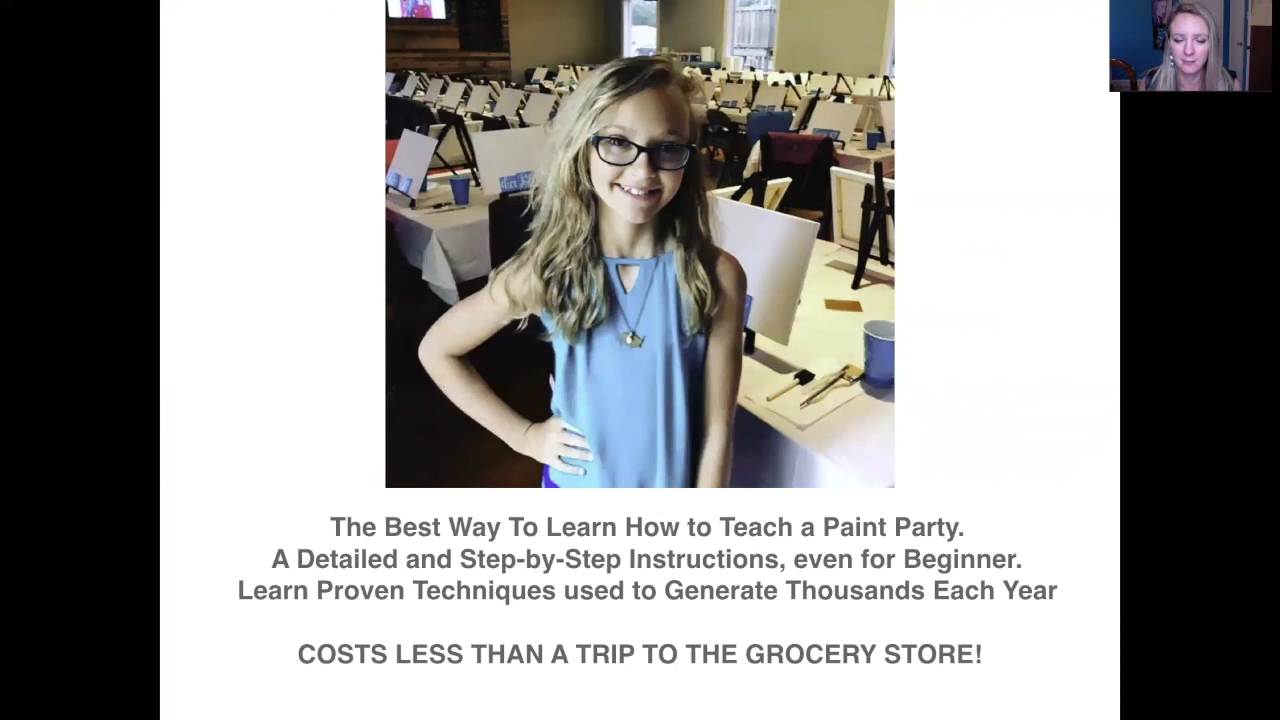 The Best Way To Learn How to Teach a Paint Party.
A Detailed and Step-by-Step Instructions, even for Beginner.
Learn Proven Techniques used to Generate Thousands Each Year
COSTS LESS THAN A TRIP TO THE GROCERY STORE!